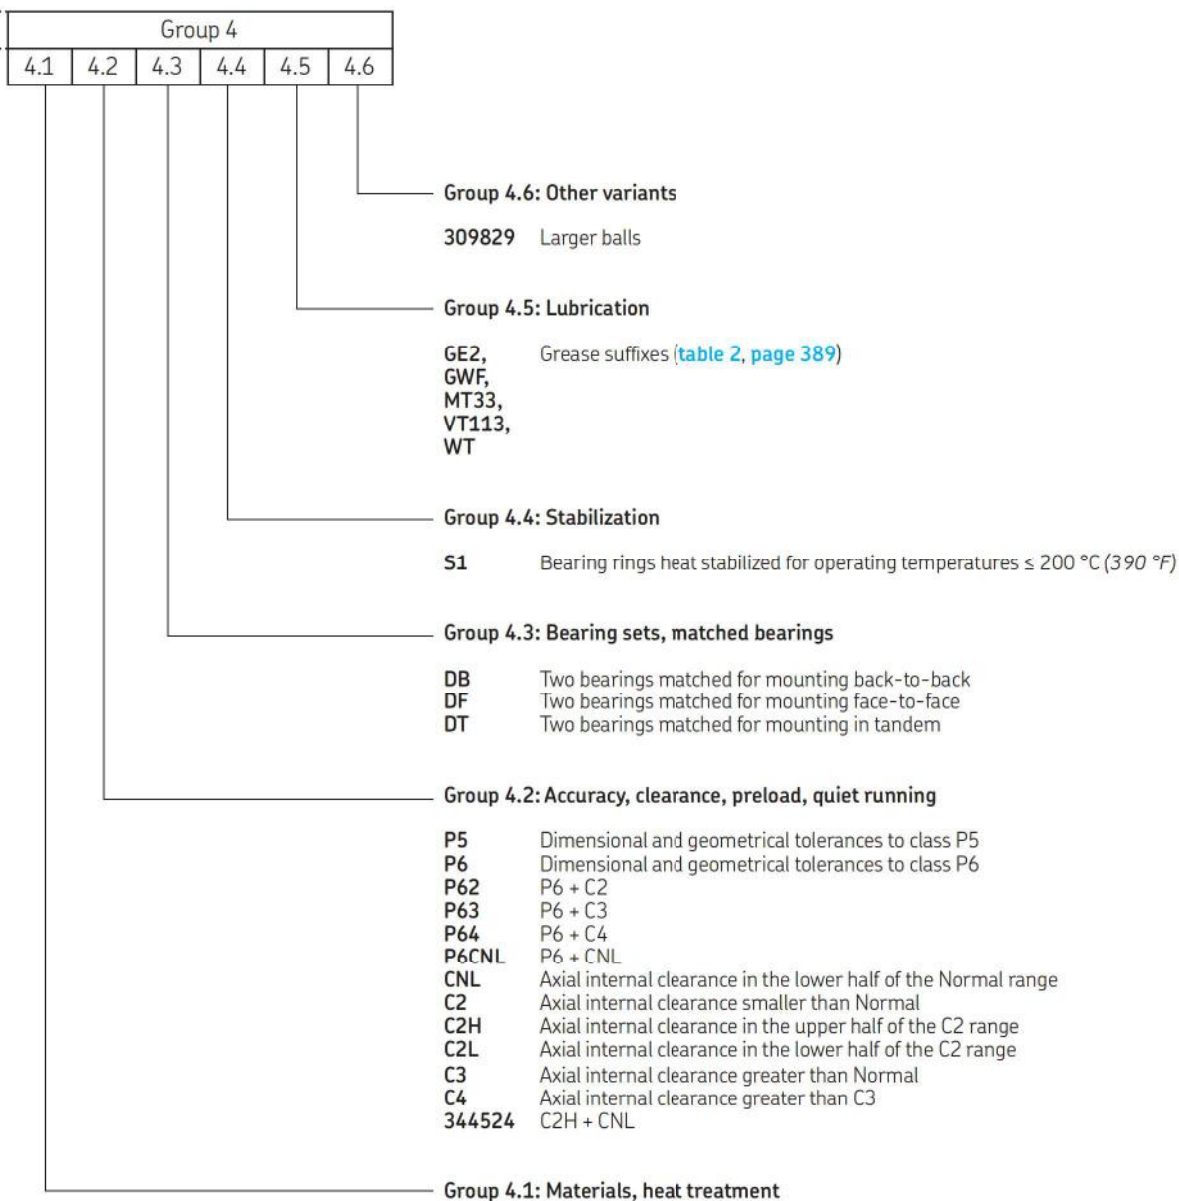 Group 4
4.1 4.2 4.3 4.4 4.5 4.6
Group 4.6: Other variants
309829 Larger balls
Group 4.5: Lubrication
GE2, Grease suffixes (table 2, page 389)
GWF,
MT33,
VT113,
WT
Group 4.4: Stabilization
S1 Bearing rings heat stabilized for operating temperatures ≤ 200 °C (390 °F)
Group 4.3: Bearing sets, matched bearings
DB Two bearings matched for mounting back-to-back
DF Two bearings matched for mounting face-to-face
DT Two bearings matched for mounting in tandem
Group 4.2: Accuracy, clearance, preload, quiet running
P5 Dimensional and geometrical tolerances to class P5
P6 Dimensional and geometrical tolerances to class P6
P62 P6 + C2
P63 P6 + C3
P64 P6 + C4
P6CNL P6 + CNL
CNL Axial internal clearance in the lower half of the Normal range
C2 Axial internal clearance smaller than Normal
C2H Axial internal clearance in the upper half of the C2 range
C2L Axial internal clearance in the lower half of the C2 range
C3 Axial internal clearance greater than Normal
C4 Axial internal clearance greater than C3
344524 C2H + CNL
Group 4.1: Materials, heat treatment